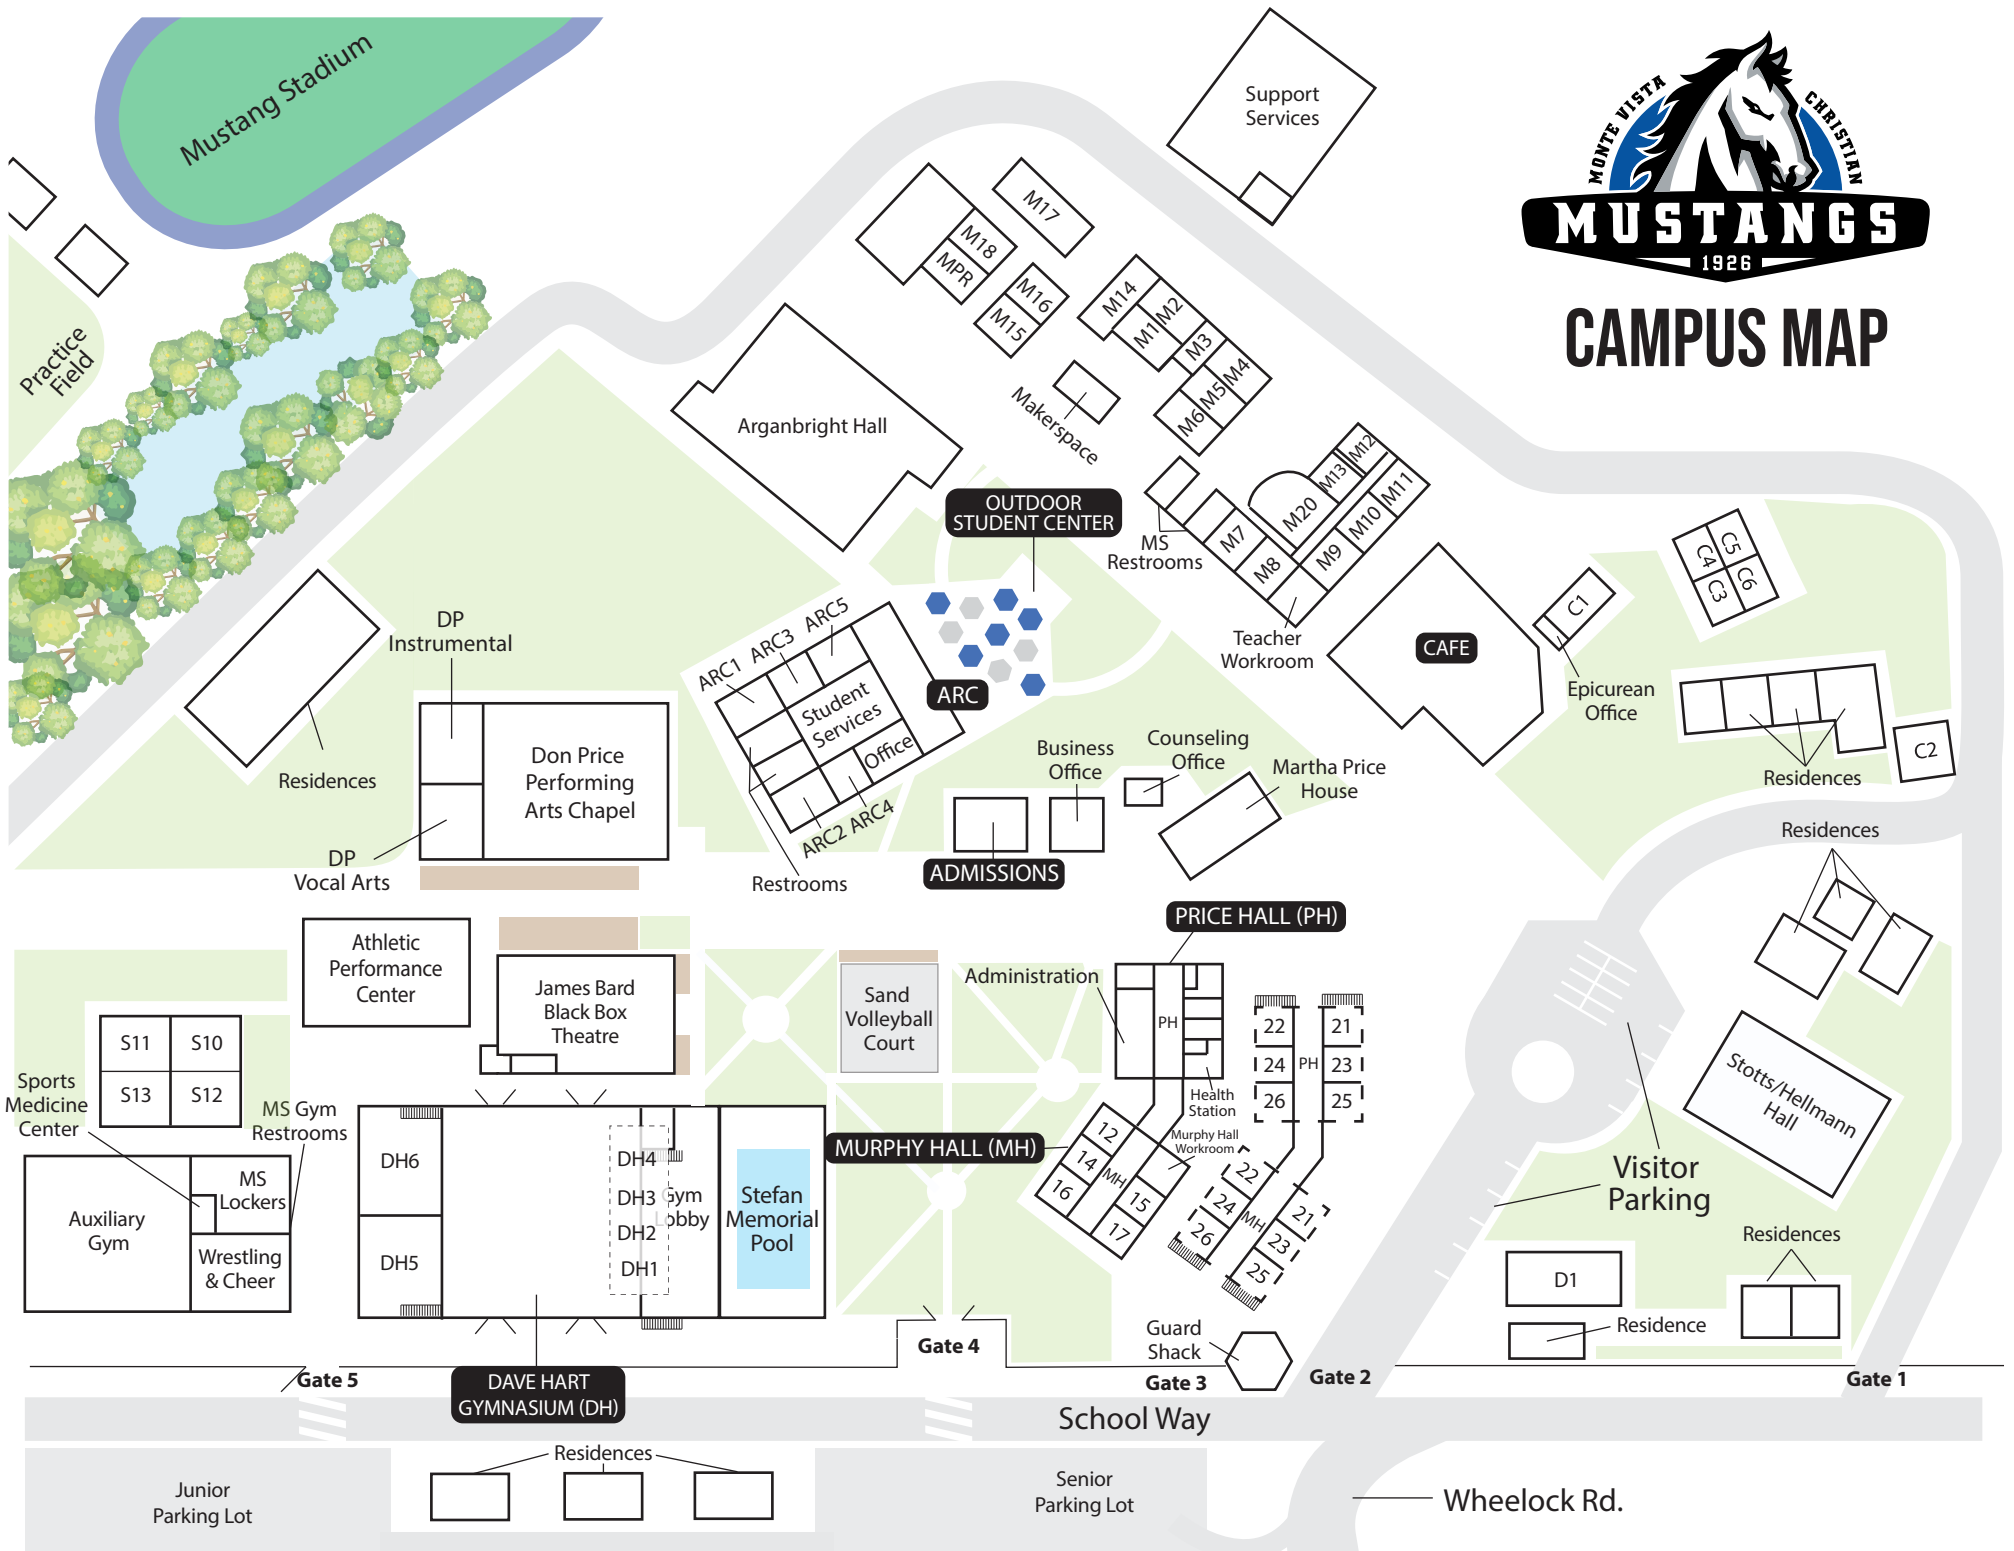 Mustang Stadium
Support
Services
MONTE VISTA
CHRISTIAN
MUSTANGS
1926
CAMPUS MAP
Practice
Field
M17
M18
MPR
M16
M15
M14
M2
M1
M3
M4
M5
M6
Makerspace
Arganbright Hall
OUTDOOR
STUDENT CENTER
MS
Restrooms
M12
M13
M11
M20
M10
M7
M9
M8
Teacher
Workroom
CAFE
C5
C4
C6
C3
C1
Epicurean
Office
C2
Residences
DP
Instrumental
Residences
ARC5
ARC3
ARC1
Student
Services
Office
ARC
ARC4
ARC2
Restrooms
Don Price
Performing
Arts Chapel
DP
Vocal Arts
Business
Office
Counseling
Office
Martha Price
House
ADMISSIONS
Residences
PRICE HALL (PH)
Athletic
Performance
Center
James Bard
Black Box
Theatre
Sand
Volleyball
Court
Administration
PH
Health
Station
22
21
24
PH
23
26
25
S11
S10
S13
S12
Sports
Medicine
Center
MS Gym
Restrooms
MURPHY HALL (MH)
Murphy Hall
Workroom
12
14
MH
16
15
17
22
24
21
MH
26
23
25
Stotts/Hellmann
Hall
Visitor
Parking
Auxiliary
Gym
MS
Lockers
Wrestling
& Cheer
DH6
DH5
DH4
DH3
DH2
DH1
Gym
Lobby
Stefan
Memorial
Pool
D1
Residences
Residence
Guard
Shack
Gate 5
Gate 4
Gate 3
Gate 2
Gate 1
DAVE HART
GYMNASIUM (DH)
School Way
Residences
Junior
Parking Lot
Senior
Parking Lot
Wheelock Rd.